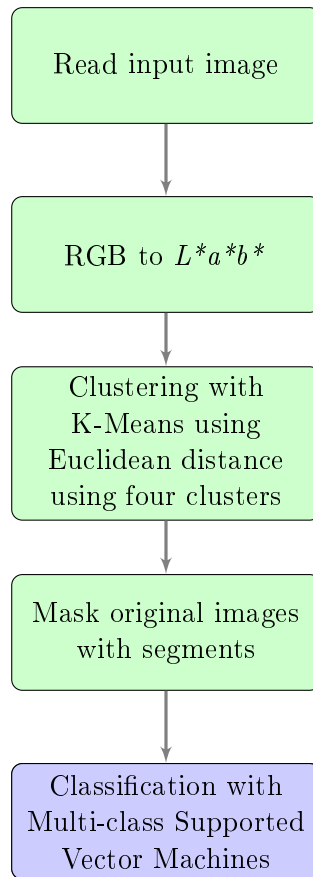 Read input image
RGB to L*a*b*
Clustering with
K-Means using
Euclidean distance
using four clusters
Mask original images
with segments
Classification with
Multi-class Supported
Vector Machines